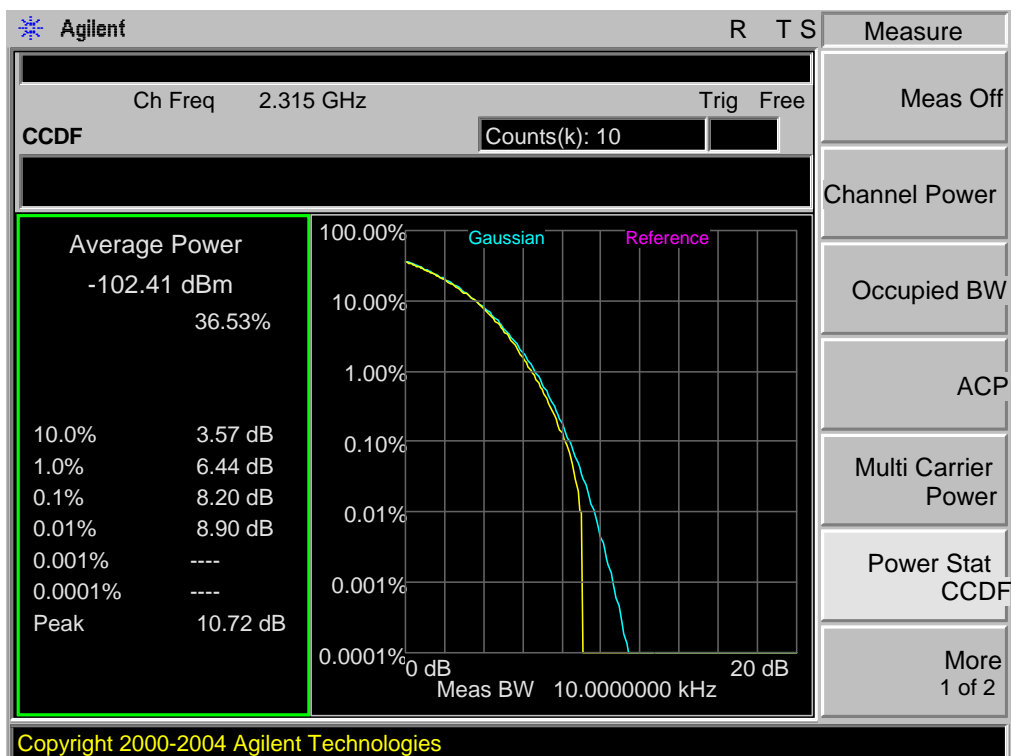 Agilent R T S
Ch Freq 2.315 GHz Trig Free
CCDF Counts(k): 10
Average Power
-102.41 dBm
36.53%
10.0% 3.57 dB
1.0% 6.44 dB
0.1% 8.20 dB
0.01% 8.90 dB
0.001% ----
0.0001% ----
Peak 10.72 dB
Gaussian Reference
100.00%
10.00%
1.00%
0.10%
0.01%
0.001%
0.0001%
0 dB 20 dB
Meas BW 10.0000000 kHz
Measure
Meas Off
Channel Power
Occupied BW
ACP
Multi Carrier
Power
Power Stat
CCDF
More
1 of 2
Copyright 2000-2004 Agilent Technologies